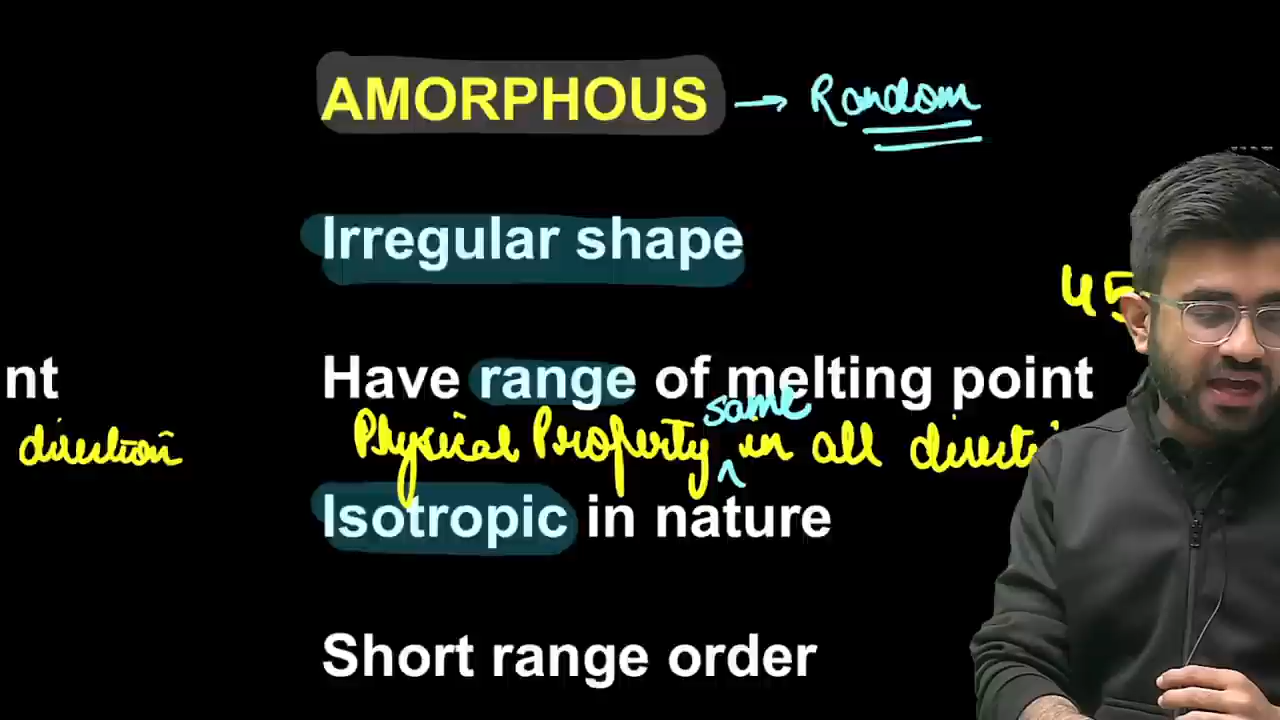 AMORPHOUS → Random
Irregular shape
45
nt
Have range of melting point
same
direction
Physical Property ^ in all directi
Isotropic in nature
Short range order